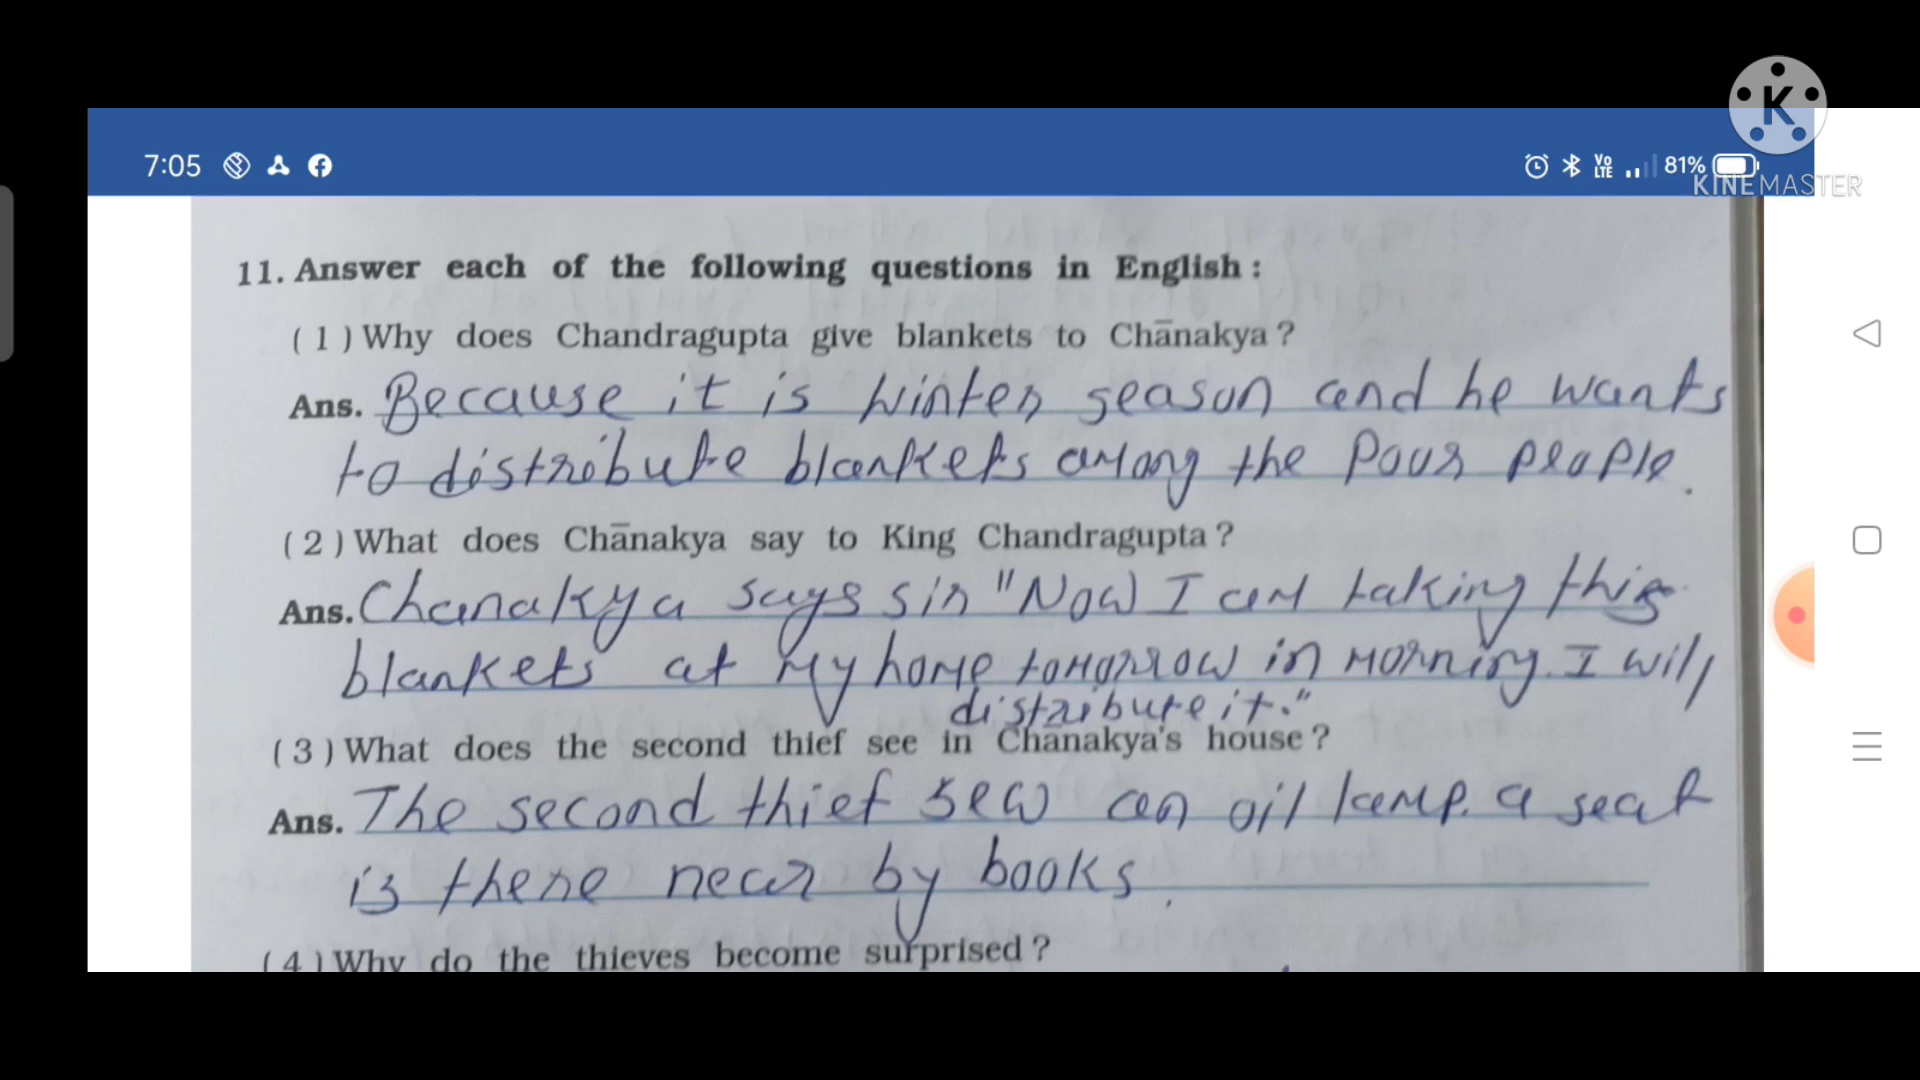 7:05
81%
KINEMASTER
11. Answer each of the following questions in English :
( 1 ) Why does Chandragupta give blankets to Chānakya ?
Ans. Because it is winter season and he wants
to distribute blankets among the poor people.
( 2 ) What does Chānakya say to King Chandragupta ?
Ans. Chanakya says sir "Now I am taking this
blankets at my home tomorrow in morning. I will
distribute it."
( 3 ) What does the second thief see in Chānakya's house ?
Ans. The second thief sew an oil lamp. a seat
is there near by books.
( 4 ) Why do the thieves become surprised ?